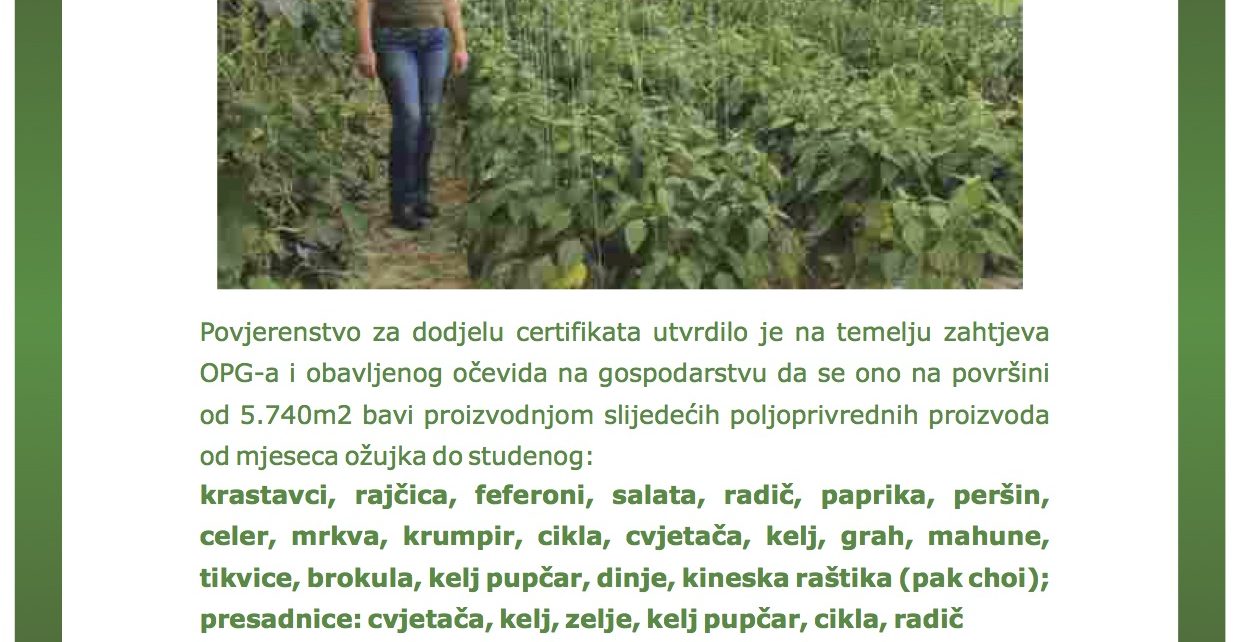 Povjerenstvo za dodjelu certifikata utvrdilo je na temelju zahtjeva
OPG-a i obavljenog očevida na gospodarstvu da se ono na površini
od 5.740m2 bavi proizvodnjom slijedećih poljoprivrednih proizvoda
od mjeseca ožujka do studenog:
krastavci, rajčica, feferoni, salata, radič, paprika, peršin,
celer, mrkva, krumpir, cikla, cvjetača, kelj, grah, mahune,
tikvice, brokula, kelj pupčar, dinje, kineska raštika (pak choi);
presadnice: cvjetača, kelj, zelje, kelj pupčar, cikla, radič